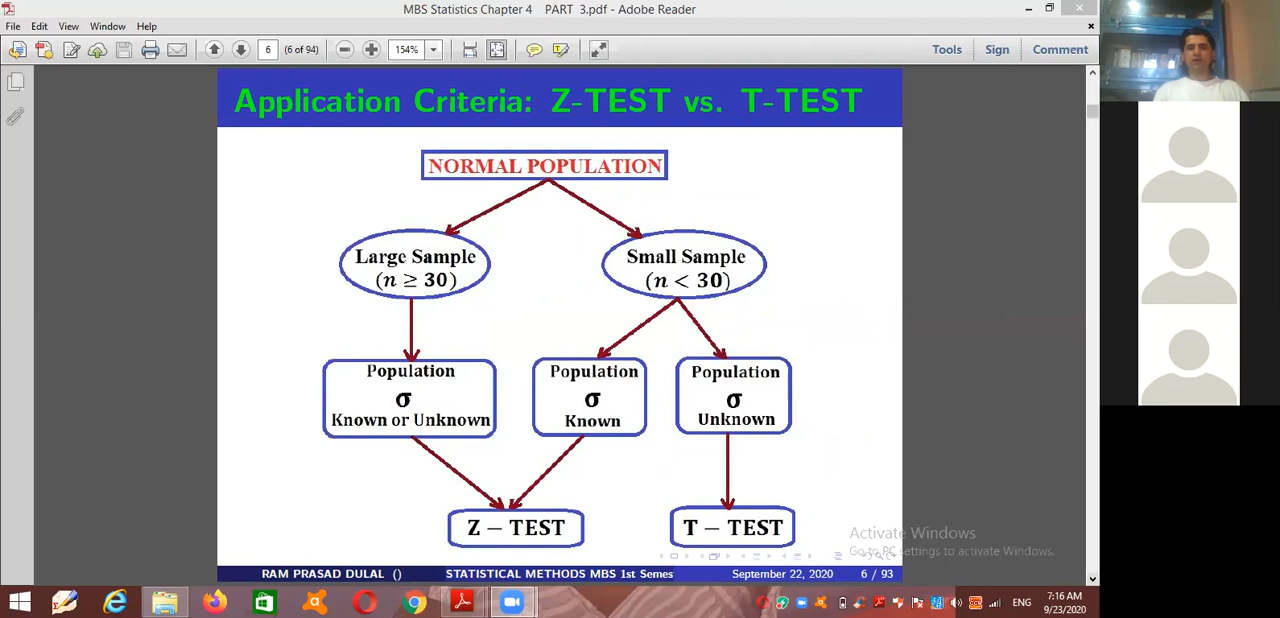 MBS Statistics Chapter 4 PART 3.pdf - Adobe Reader
File Edit View Window Help
6 (6 of 94) 154% Tools Sign Comment
Application Criteria: Z-TEST vs. T-TEST
NORMAL POPULATION
Large Sample
(n ≥ 30)
Small Sample
(n < 30)
Population
σ
Known or Unknown
Population
σ
Known
Population
σ
Unknown
Z – TEST
T – TEST
Activate Windows
Go to PC settings to activate Windows.
RAM PRASAD DULAL () STATISTICAL METHODS MBS 1st Semest September 22, 2020 6 / 93
ENG
7:16 AM
9/23/2020